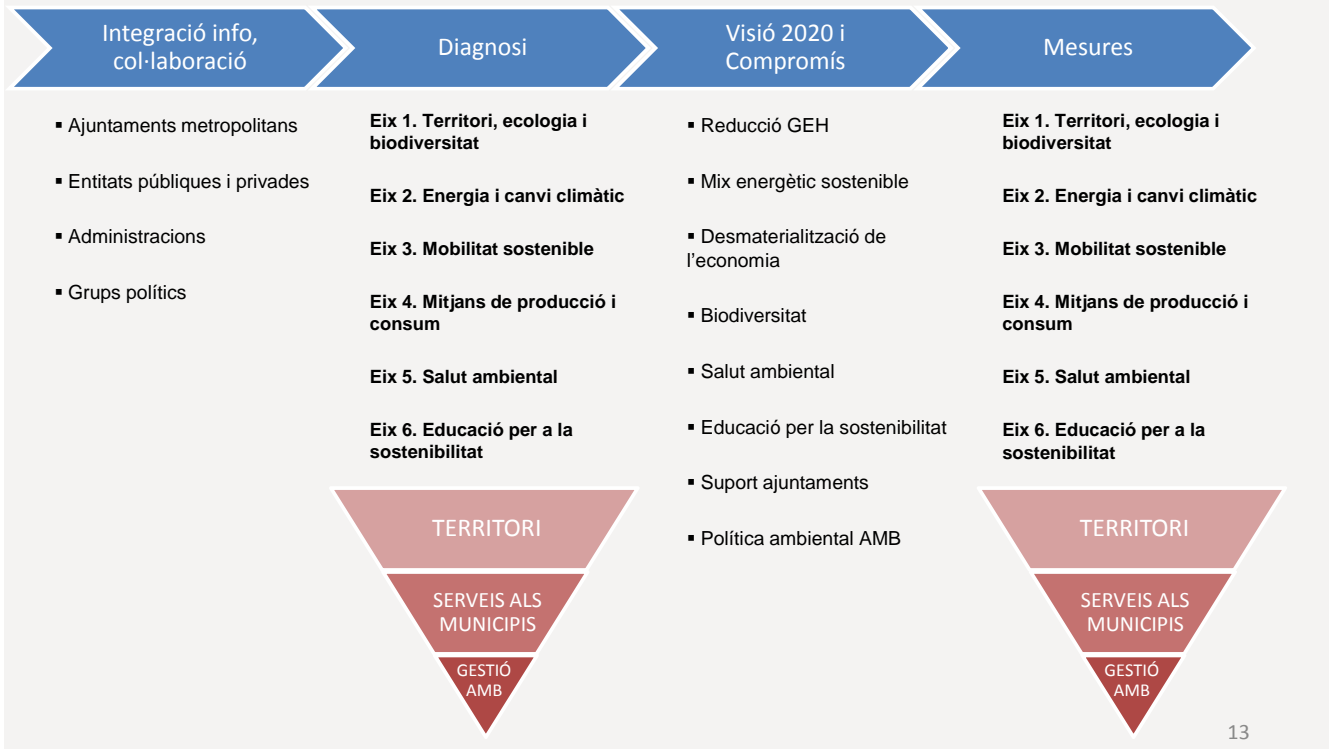 Integració info,
col·laboració
Diagnosi
Visió 2020 i
Compromís
Mesures
▪ Ajuntaments metropolitans
▪ Entitats públiques i privades
▪ Administracions
▪ Grups polítics
Eix 1. Territori, ecologia i
biodiversitat
Eix 2. Energia i canvi climàtic
Eix 3. Mobilitat sostenible
Eix 4. Mitjans de producció i
consum
Eix 5. Salut ambiental
Eix 6. Educació per a la
sostenibilitat
TERRITORI
SERVEIS ALS
MUNICIPIS
GESTIÓ
AMB
▪ Reducció GEH
▪ Mix energètic sostenible
▪ Desmaterialització de
l'economia
▪ Biodiversitat
▪ Salut ambiental
▪ Educació per la sostenibilitat
▪ Suport ajuntaments
▪ Política ambiental AMB
Eix 1. Territori, ecologia i
biodiversitat
Eix 2. Energia i canvi climàtic
Eix 3. Mobilitat sostenible
Eix 4. Mitjans de producció i
consum
Eix 5. Salut ambiental
Eix 6. Educació per a la
sostenibilitat
TERRITORI
SERVEIS ALS
MUNICIPIS
GESTIÓ
AMB
13